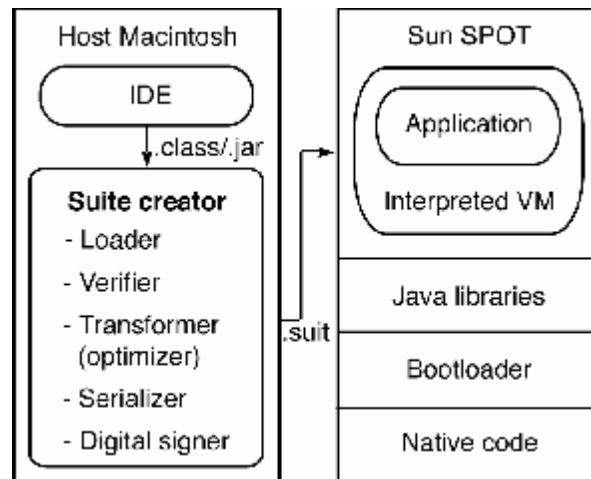 Host Macintosh
IDE
.class/.jar
Suite creator
- Loader
- Verifier
- Transformer
(optimizer)
- Serializer
- Digital signer
.suit
Sun SPOT
Application
Interpreted VM
Java libraries
Bootloader
Native code